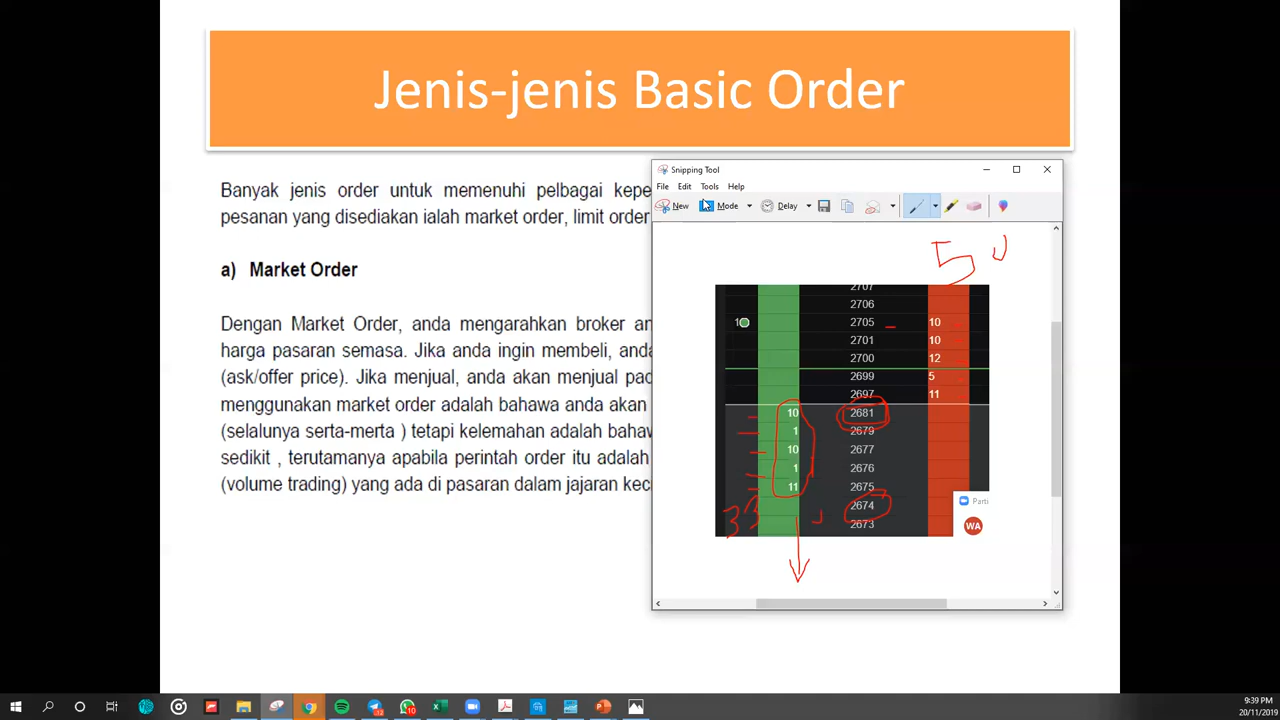 Jenis-jenis Basic Order
Banyak jenis order untuk memenuhi pelbagai kepe
pesanan yang disediakan ialah market order, limit order
a) Market Order
Dengan Market Order, anda mengarahkan broker an
harga pasaran semasa. Jika anda ingin membeli, anda
(ask/offer price). Jika menjual, anda akan menjual pad
menggunakan market order adalah bahawa anda akan
(selalunya serta-merta ) tetapi kelemahan adalah bahaw
sedikit , terutamanya apabila perintah order itu adalah
(volume trading) yang ada di pasaran dalam jajaran keci
Snipping Tool
File Edit Tools Help
New Mode Delay
5
2707
2706
1 2705 10
2701 10
2700 12
2699 5
2697 11
10 2681
1 2679
10 2677
1 2676
11 2675
2674
2673
33
Parti
WA
10
9:39 PM
20/11/2019